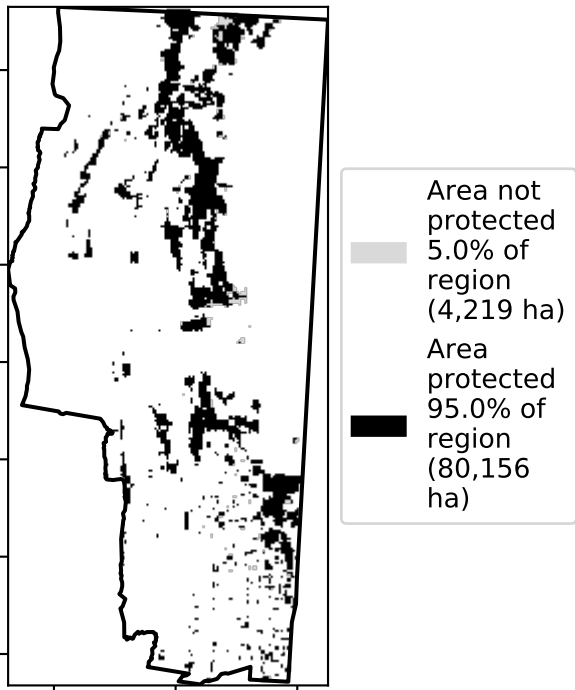 Area not
protected
5.0% of
region
(4,219 ha)
Area
protected
95.0% of
region
(80,156
ha)